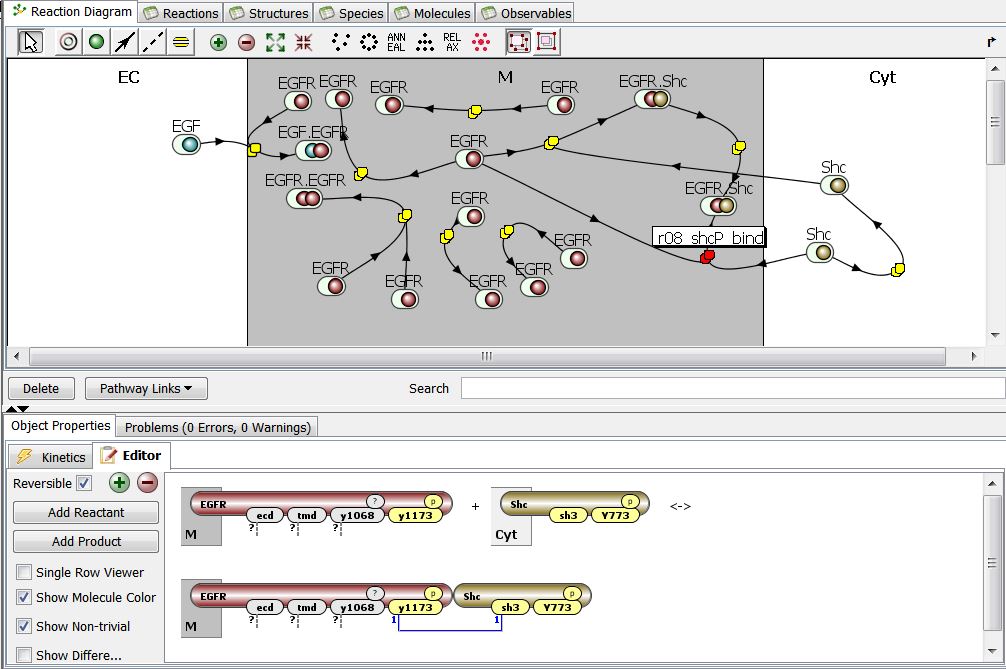 Reaction Diagram Reactions Structures Species Molecules Observables
ANN EAL REL AX
EC M Cyt
EGFR EGFR EGFR EGFR EGFR.Shc
EGF EGF.EGFR EGFR
EGFR.EGFR EGFR EGFR.Shc Shc
r08_shcP_bind Shc
EGFR EGFR EGFR EGFR EGFR
Delete Pathway Links Search
Object Properties Problems (0 Errors, 0 Warnings)
Kinetics Editor
Reversible
Add Reactant
Add Product
Single Row Viewer
Show Molecule Color
Show Non-trivial
Show Differe...
EGFR ? p + Shc p <->
ecd tmd y1068 y1173 sh3 Y773
? ? ?
M Cyt
EGFR ? p Shc p
ecd tmd y1068 y1173 sh3 Y773
? ? ? 1 1
M